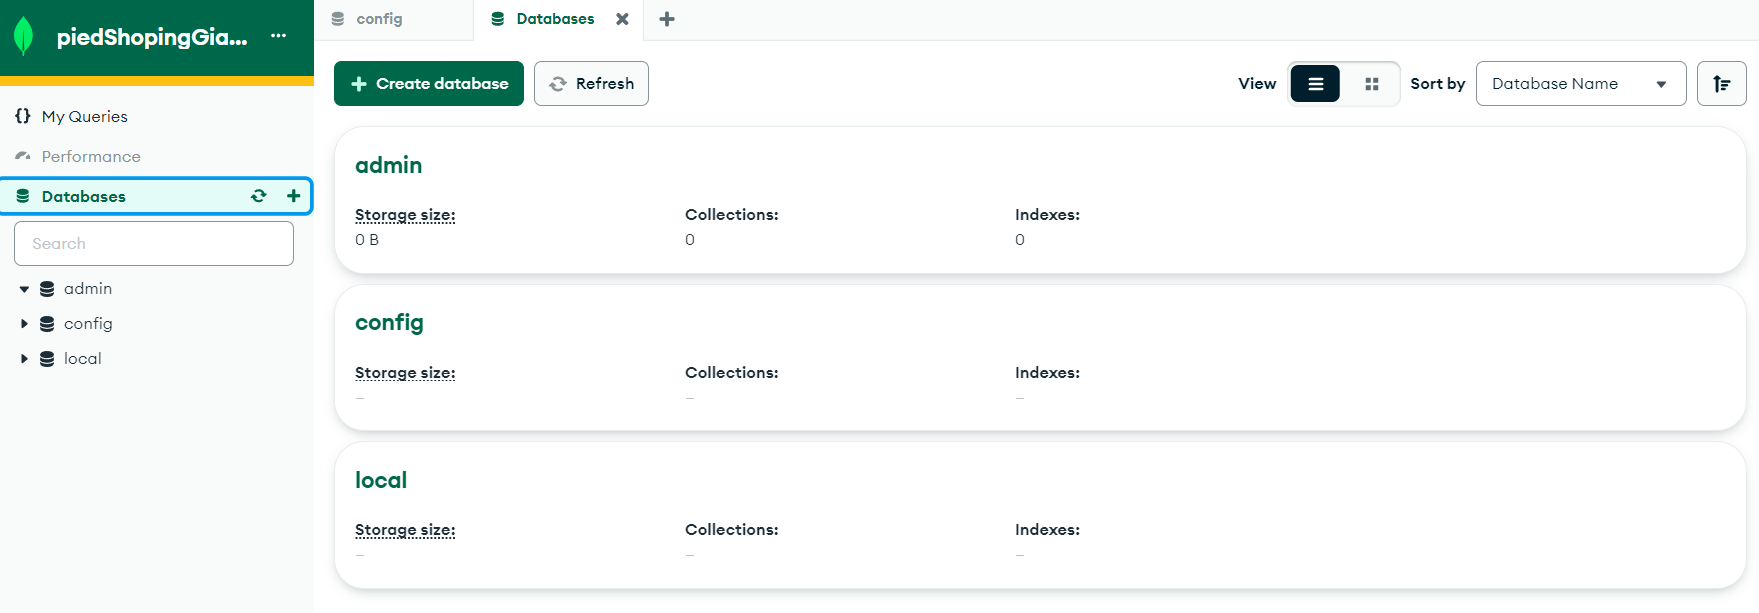 piedShopingGia...
My Queries
Performance
Databases
Search
admin
config
local
config
Databases
Create database
Refresh
View
Sort by
Database Name
admin
Storage size: Collections: Indexes:
0 B 0 0
config
Storage size: Collections: Indexes:
– – –
local
Storage size: Collections: Indexes:
– – –